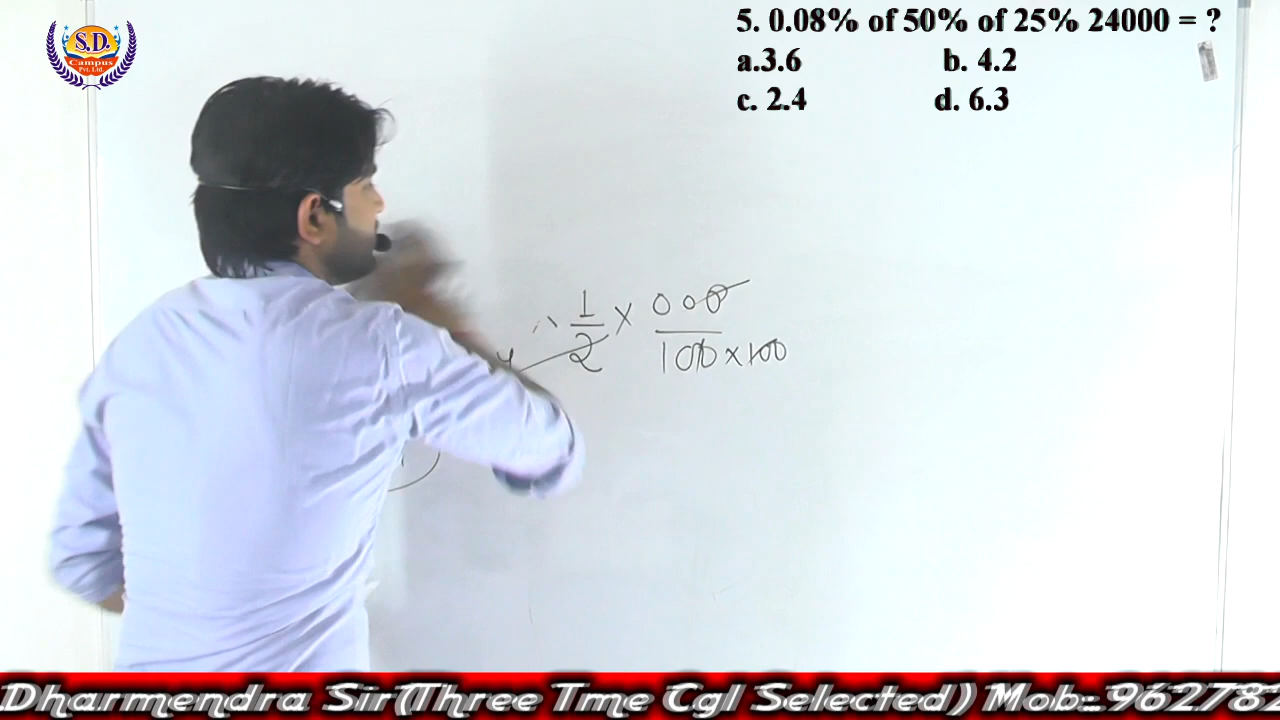 S.D.
Campus
Pvt. Ltd.
5. 0.08% of 50% of 25% 24000 = ?
a.3.6 b. 4.2
c. 2.4 d. 6.3
1/2 × 000/100×100
Dharmendra Sir(Three Tme Cgl Selected) Mob:-962782